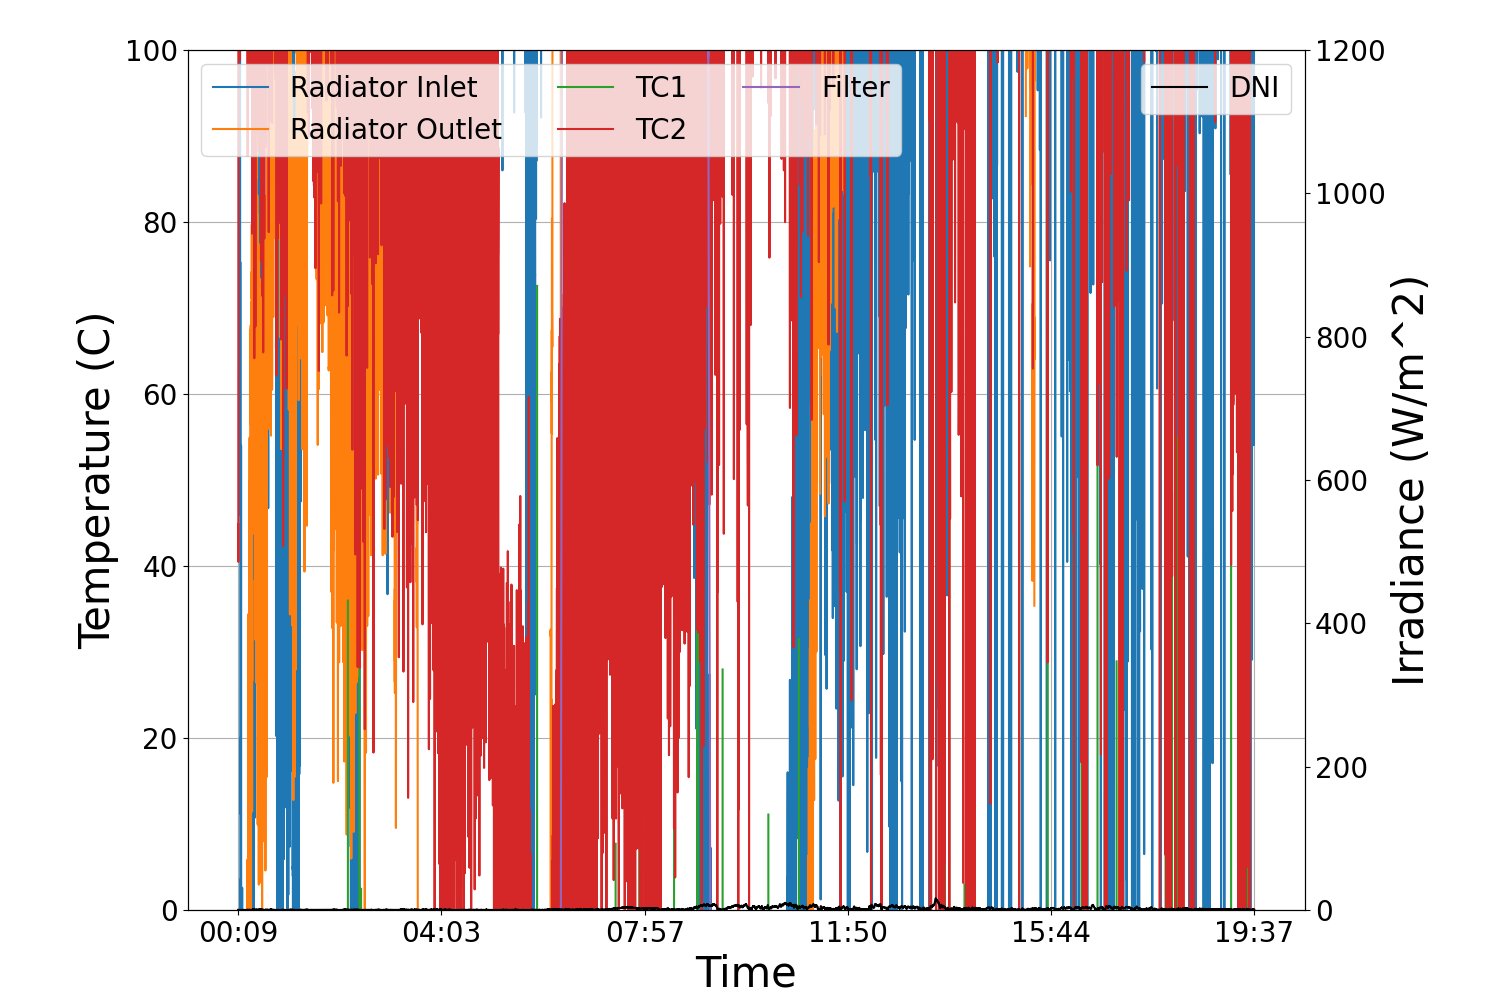 Radiator Inlet
Radiator Outlet
TC1
TC2
Filter
DNI
100
80
60
40
20
0
Temperature (C)
1200
1000
800
600
400
200
0
Irradiance (W/m^2)
00:09 04:03 07:57 11:50 15:44 19:37
Time